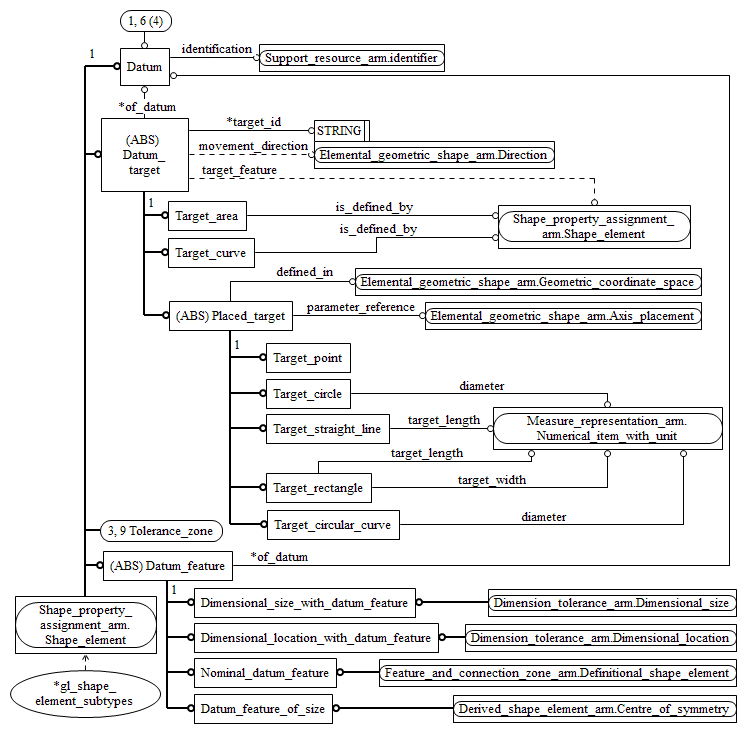 1, 6 (4)
1
identification
Support_resource_arm.identifier
Datum
*of_datum
*target_id
STRING
(ABS)
Datum_
target
movement_direction
Elemental_geometric_shape_arm.Direction
target_feature
1
Target_area
is_defined_by
Shape_property_assignment_
arm.Shape_element
is_defined_by
Target_curve
defined_in
Elemental_geometric_shape_arm.Geometric_coordinate_space
(ABS) Placed_target
parameter_reference
Elemental_geometric_shape_arm.Axis_placement
1
Target_point
Target_circle
diameter
Target_straight_line
target_length
Measure_representation_arm.
Numerical_item_with_unit
target_length
Target_rectangle
target_width
Target_circular_curve
diameter
3, 9 Tolerance_zone
(ABS) Datum_feature
*of_datum
1
Dimensional_size_with_datum_feature
Dimension_tolerance_arm.Dimensional_size
Shape_property_
assignment_arm.
Shape_element
Dimensional_location_with_datum_feature
Dimension_tolerance_arm.Dimensional_location
Nominal_datum_feature
Feature_and_connection_zone_arm.Definitional_shape_element
*gl_shape_
element_subtypes
Datum_feature_of_size
Derived_shape_element_arm.Centre_of_symmetry